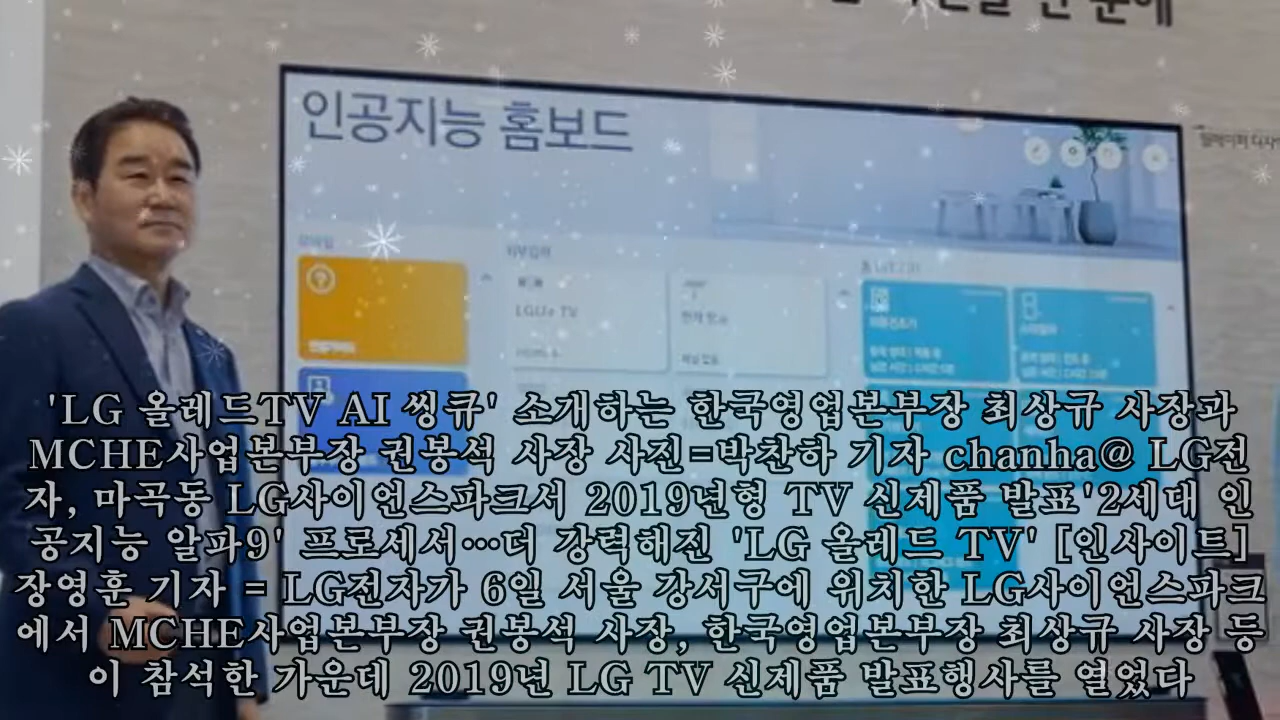 인공지능 홈보드
LGU+ TV
'LG 올레드TV AI 씽큐' 소개하는 한국영업본부장 최상규 사장과
MCHE사업본부장 권봉석 사장 사진=박찬하 기자 chanha@ LG전
자, 마곡동 LG사이언스파크서 2019년형 TV 신제품 발표'2세대 인
공지능 알파9' 프로세서…더 강력해진 'LG 올레드 TV' [인사이트]
장영훈 기자 = LG전자가 6일 서울 강서구에 위치한 LG사이언스파크
에서 MCHE사업본부장 권봉석 사장, 한국영업본부장 최상규 사장 등
이 참석한 가운데 2019년 LG TV 신제품 발표행사를 열었다